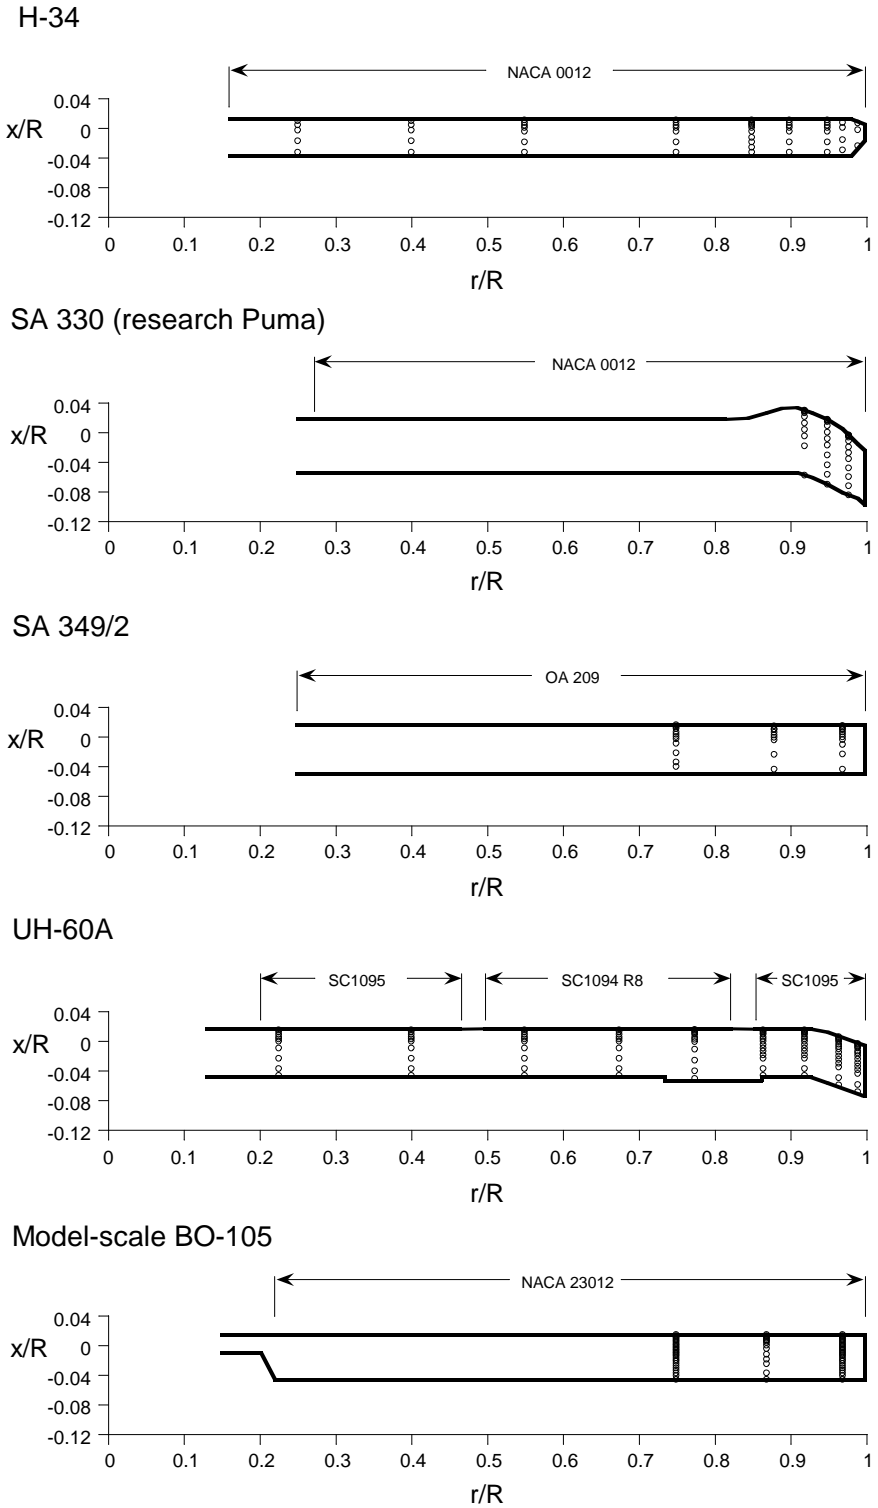 H-34
NACA 0012
0.04
x/R
0
-0.04
-0.08
-0.12
0 0.1 0.2 0.3 0.4 0.5 0.6 0.7 0.8 0.9 1
r/R
SA 330 (research Puma)
NACA 0012
0.04
x/R
0
-0.04
-0.08
-0.12
0 0.1 0.2 0.3 0.4 0.5 0.6 0.7 0.8 0.9 1
r/R
SA 349/2
OA 209
0.04
x/R
0
-0.04
-0.08
-0.12
0 0.1 0.2 0.3 0.4 0.5 0.6 0.7 0.8 0.9 1
r/R
UH-60A
SC1095 SC1094 R8 SC1095
0.04
x/R
0
-0.04
-0.08
-0.12
0 0.1 0.2 0.3 0.4 0.5 0.6 0.7 0.8 0.9 1
r/R
Model-scale BO-105
NACA 23012
0.04
x/R
0
-0.04
-0.08
-0.12
0 0.1 0.2 0.3 0.4 0.5 0.6 0.7 0.8 0.9 1
r/R